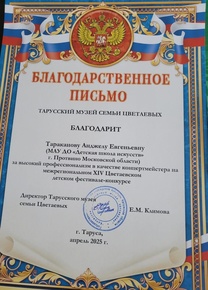 БЛАГОДАРСТВЕННОЕ
ПИСЬМО
ТАРУССКИЙ МУЗЕЙ СЕМЬИ ЦВЕТАЕВЫХ
БЛАГОДАРИТ
Таракапову Анджелу Евгеньевну
(МАУ ДО «Детская школа искусств»
г. Протвино Московской области)
за высокий профессионализм в качестве концертмейстера на
межрегиональном XIV Цветаевском
детском фестивале-конкурсе
Директор Тарусского музея
семьи Цветаевых
Е.М. Климова
г. Таруса,
апрель 2025 г.